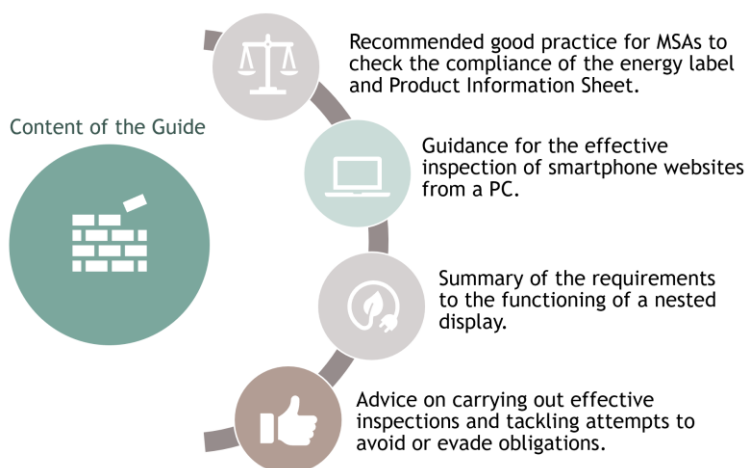 Content of the Guide
Recommended good practice for MSAs to
check the compliance of the energy label
and Product Information Sheet.
Guidance for the effective
inspection of smartphone websites
from a PC.
Summary of the requirements
to the functioning of a nested
display.
Advice on carrying out effective
inspections and tackling attempts to
avoid or evade obligations.